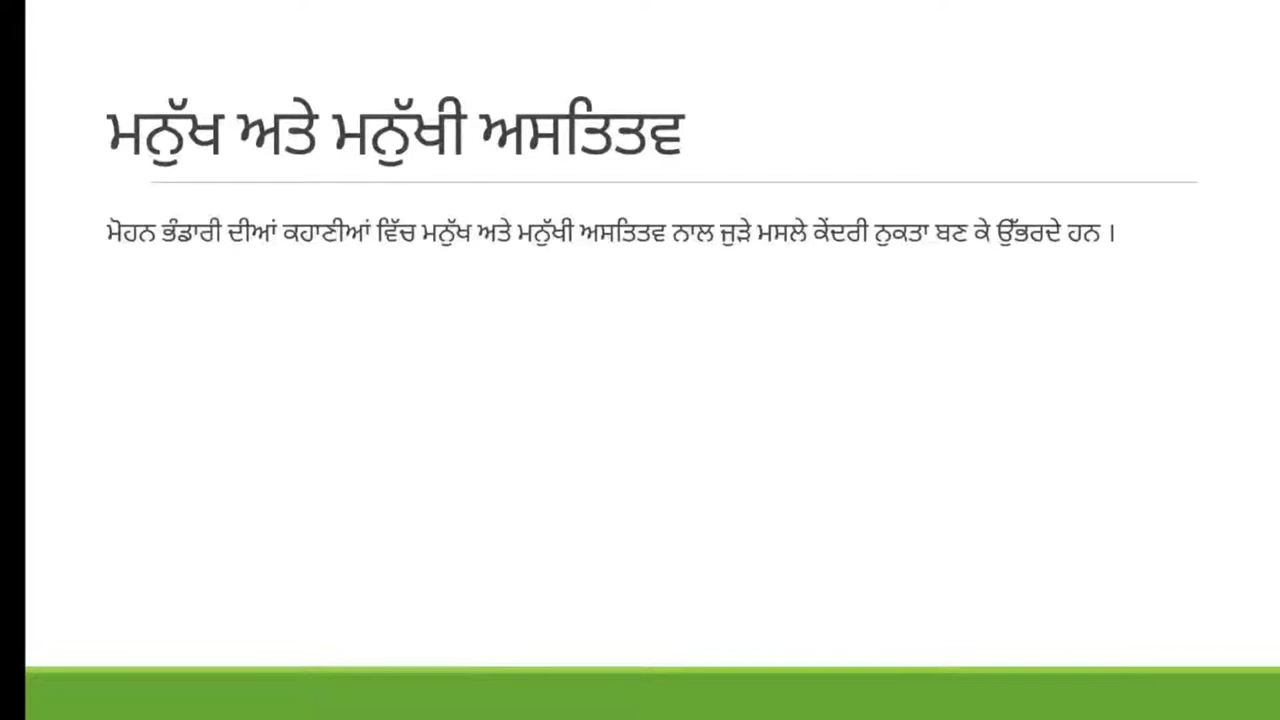 ਮਨੁੱਖ ਅਤੇ ਮਨੁੱਖੀ ਅਸਤਿਤਵ
ਮੋਹਨ ਭੰਡਾਰੀ ਦੀਆਂ ਕਹਾਣੀਆਂ ਵਿੱਚ ਮਨੁੱਖ ਅਤੇ ਮਨੁੱਖੀ ਅਸਤਿਤਵ ਨਾਲ ਜੁੜੇ ਮਸਲੇ ਕੇਂਦਰੀ ਨੁਕਤਾ ਬਣ ਕੇ ਉੱਭਰਦੇ ਹਨ ।